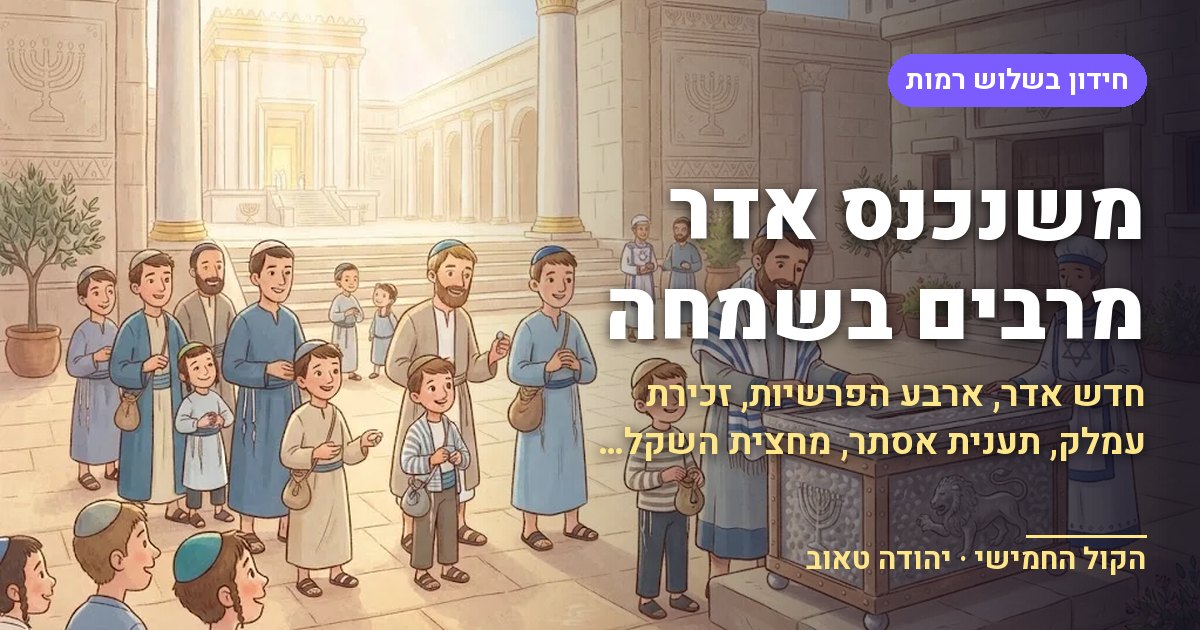 חידון בשלוש רמות
משנכנס אדר
מרבים בשמחה
חדש אדר, ארבע הפרשיות, זכירת
עמלק, תענית אסתר, מחצית השקל...
הקול החמישי · יהודה טאוב